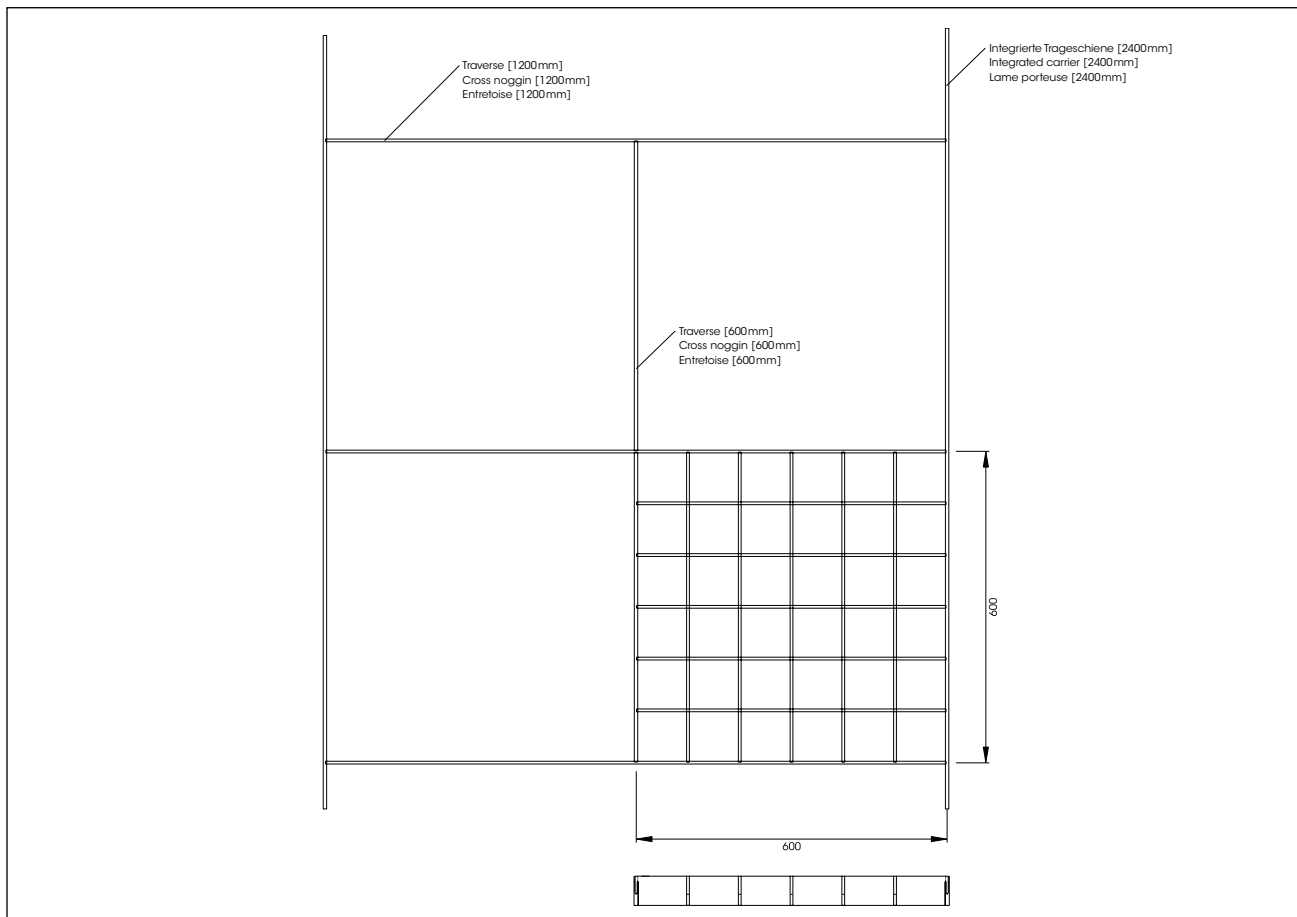 Integrierte Trageschiene [2400mm]
Integrated carrier [2400mm]
Lame porteuse [2400mm]
Traverse [1200mm]
Cross noggin [1200mm]
Entretoise [1200mm]
Traverse [600mm]
Cross noggin [600mm]
Entretoise [600mm]
600
600